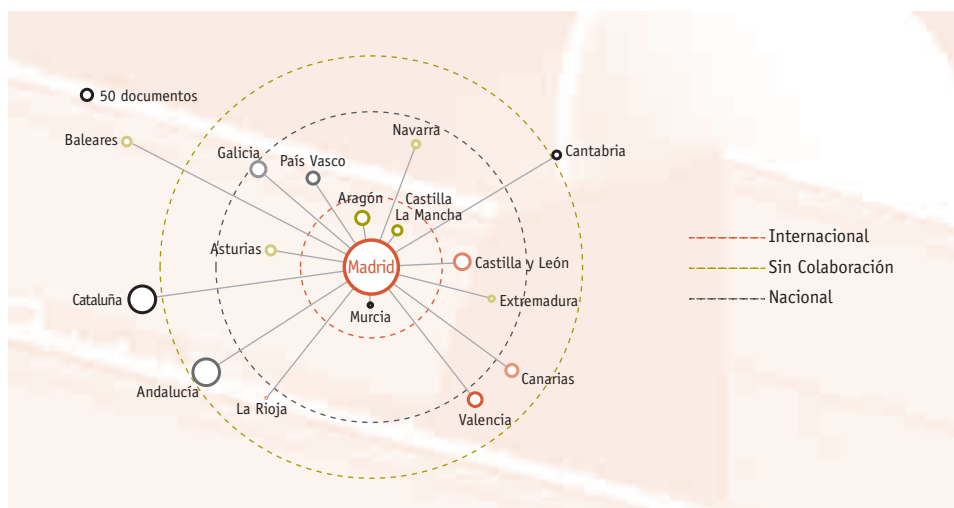 50 documentos
Baleares
Galicia
País Vasco
Navarra
Cantabria
Aragón
Castilla
La Mancha
Asturias
Madrid
Castilla y León
Cataluña
Extremadura
Murcia
Andalucía
La Rioja
Canarias
Valencia
Internacional
Sin Colaboración
Nacional